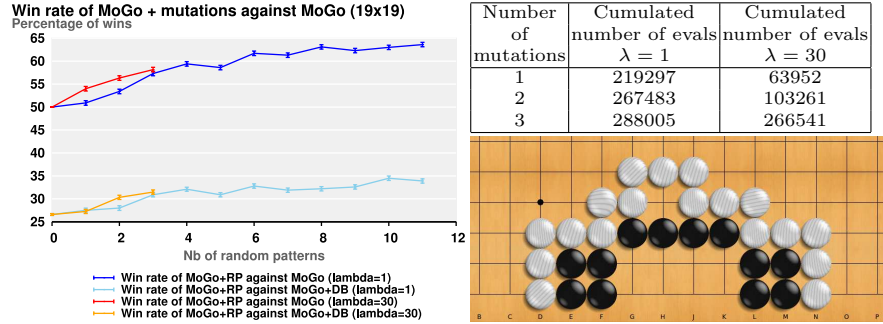 Win rate of MoGo + mutations against MoGo (19x19)
Percentage of wins
65
60
55
50
45
40
35
30
25
0 2 4 6 8 10 12
Nb of random patterns
Win rate of MoGo+RP against MoGo (lambda=1)
Win rate of MoGo+RP against MoGo+DB (lambda=1)
Win rate of MoGo+RP against MoGo (lambda=30)
Win rate of MoGo+RP against MoGo+DB (lambda=30)
Number of mutations | Cumulated number of evals λ = 1 | Cumulated number of evals λ = 30
1 219297 63952
2 267483 103261
3 288005 266541
B C D E F G H J K L M N O P